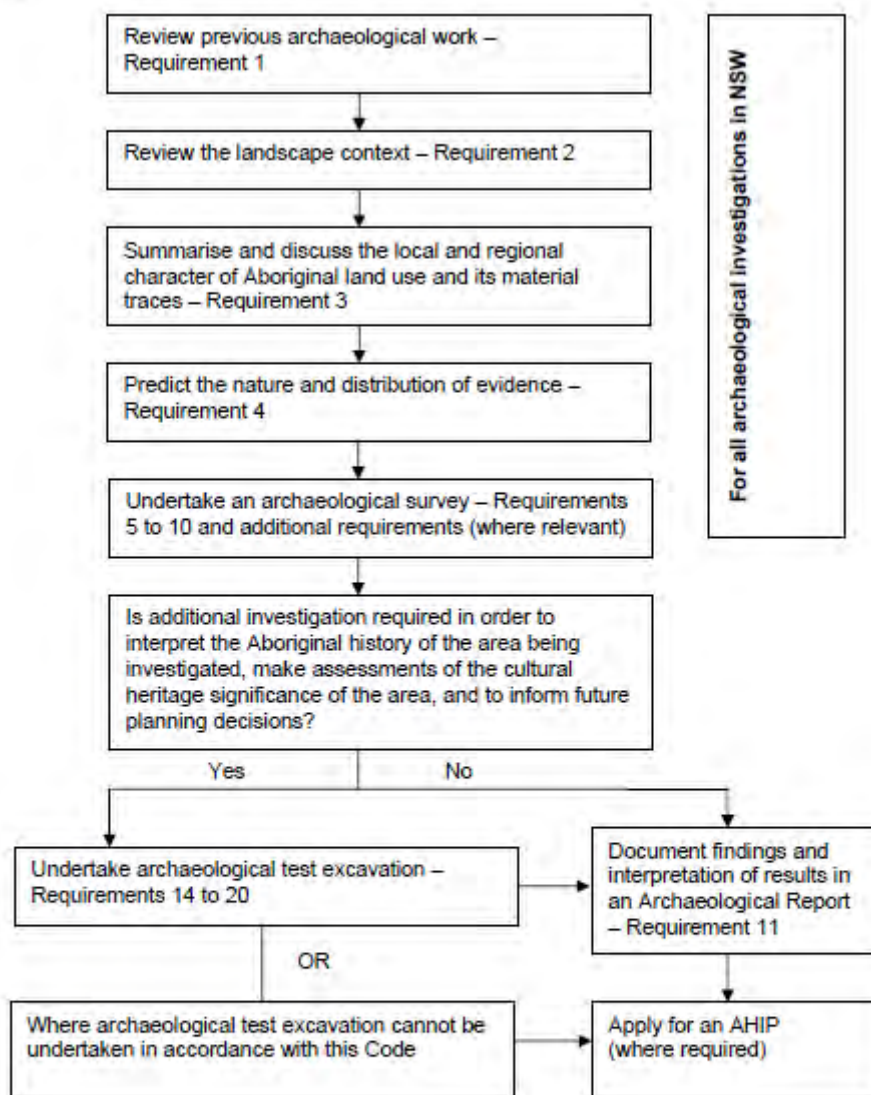 Review previous archaeological work –
Requirement 1
Review the landscape context – Requirement 2
Summarise and discuss the local and regional
character of Aboriginal land use and its material
traces – Requirement 3
Predict the nature and distribution of evidence –
Requirement 4
Undertake an archaeological survey – Requirements
5 to 10 and additional requirements (where relevant)
For all archaeological investigations in NSW
Is additional investigation required in order to
interpret the Aboriginal history of the area being
investigated, make assessments of the cultural
heritage significance of the area, and to inform future
planning decisions?
Yes
No
Undertake archaeological test excavation –
Requirements 14 to 20
Document findings and
interpretation of results in
an Archaeological Report
– Requirement 11
OR
Where archaeological test excavation cannot be
undertaken in accordance with this Code
Apply for an AHIP
(where required)